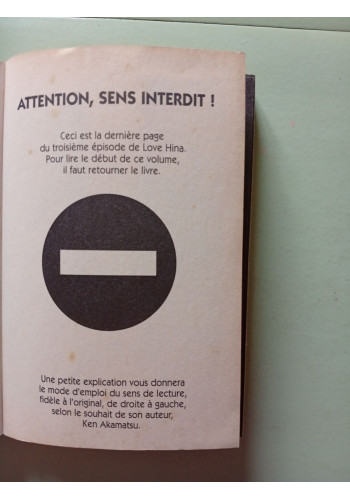 ATTENTION, SENS INTERDIT !
Ceci est la dernière page
du troisième épisode de Love Hina.
Pour lire le début de ce volume,
il faut retourner le livre.
Une petite explication vous donnera
le mode d'emploi du sens de lecture,
fidèle à l'original, de droite à gauche,
selon le souhait de son auteur,
Ken Akamatsu.